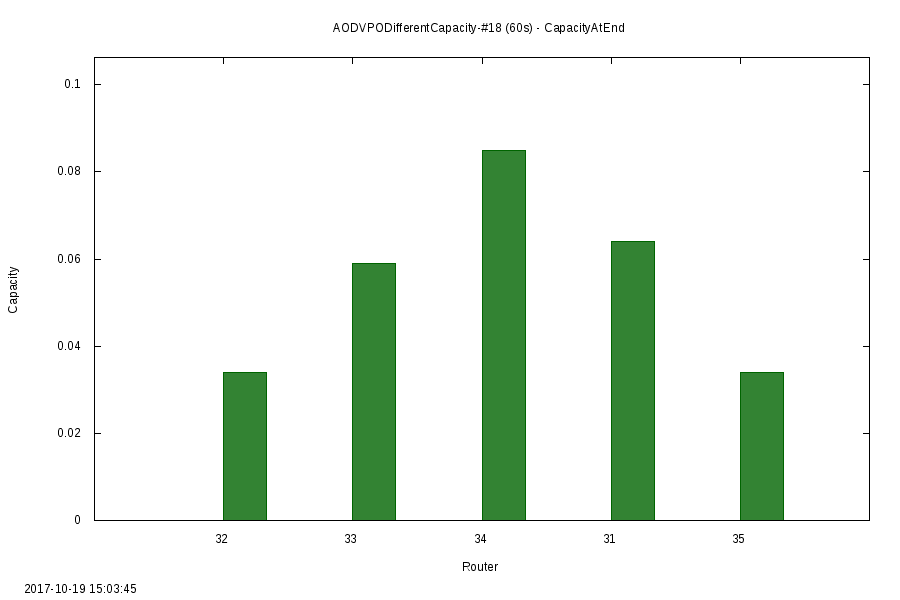 AODVPODifferentCapacity-#18 (60s) - CapacityAtEnd
0.1
0.08
0.06
0.04
0.02
0
Capacity
32 33 34 31 35
Router
2017-10-19 15:03:45